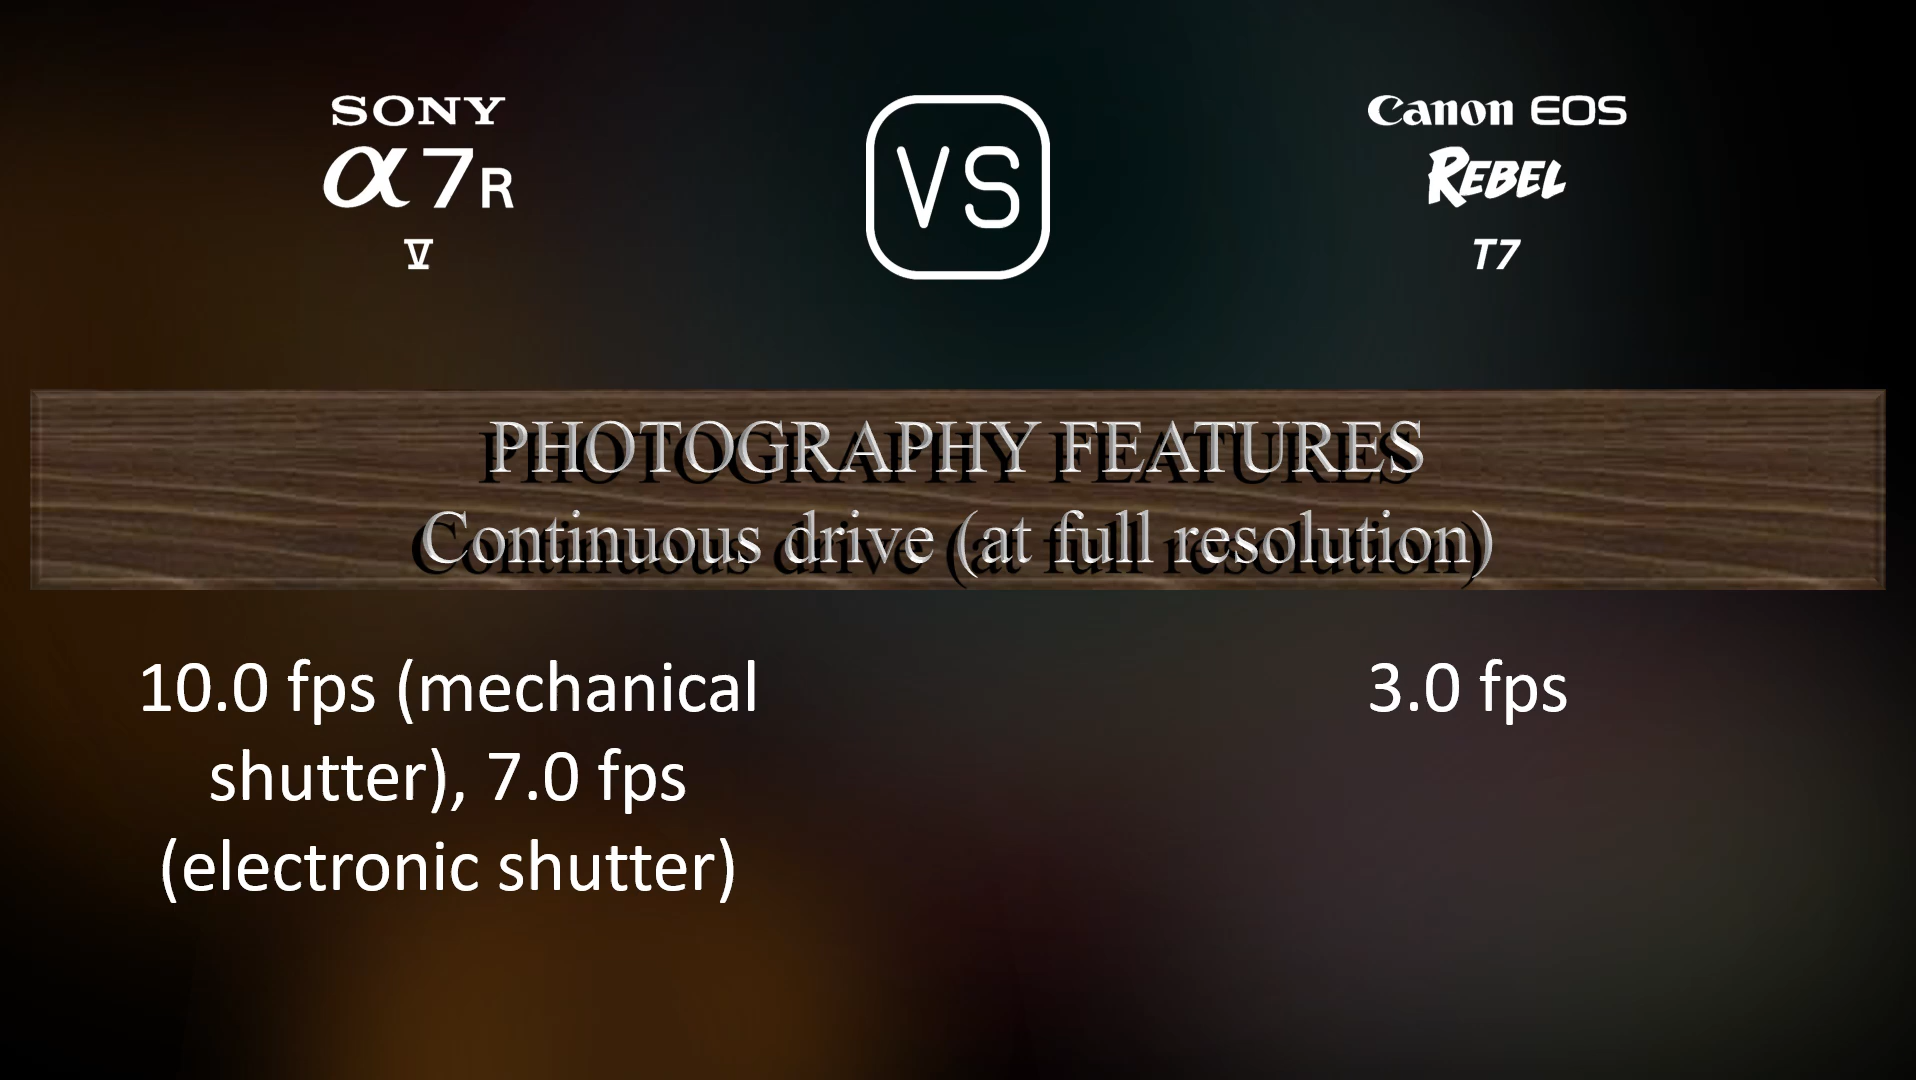 SONY
α7R
V
VS
Canon EOS
REBEL
T7
PHOTOGRAPHY FEATURES
Continuous drive (at full resolution)
10.0 fps (mechanical
shutter), 7.0 fps
(electronic shutter)
3.0 fps